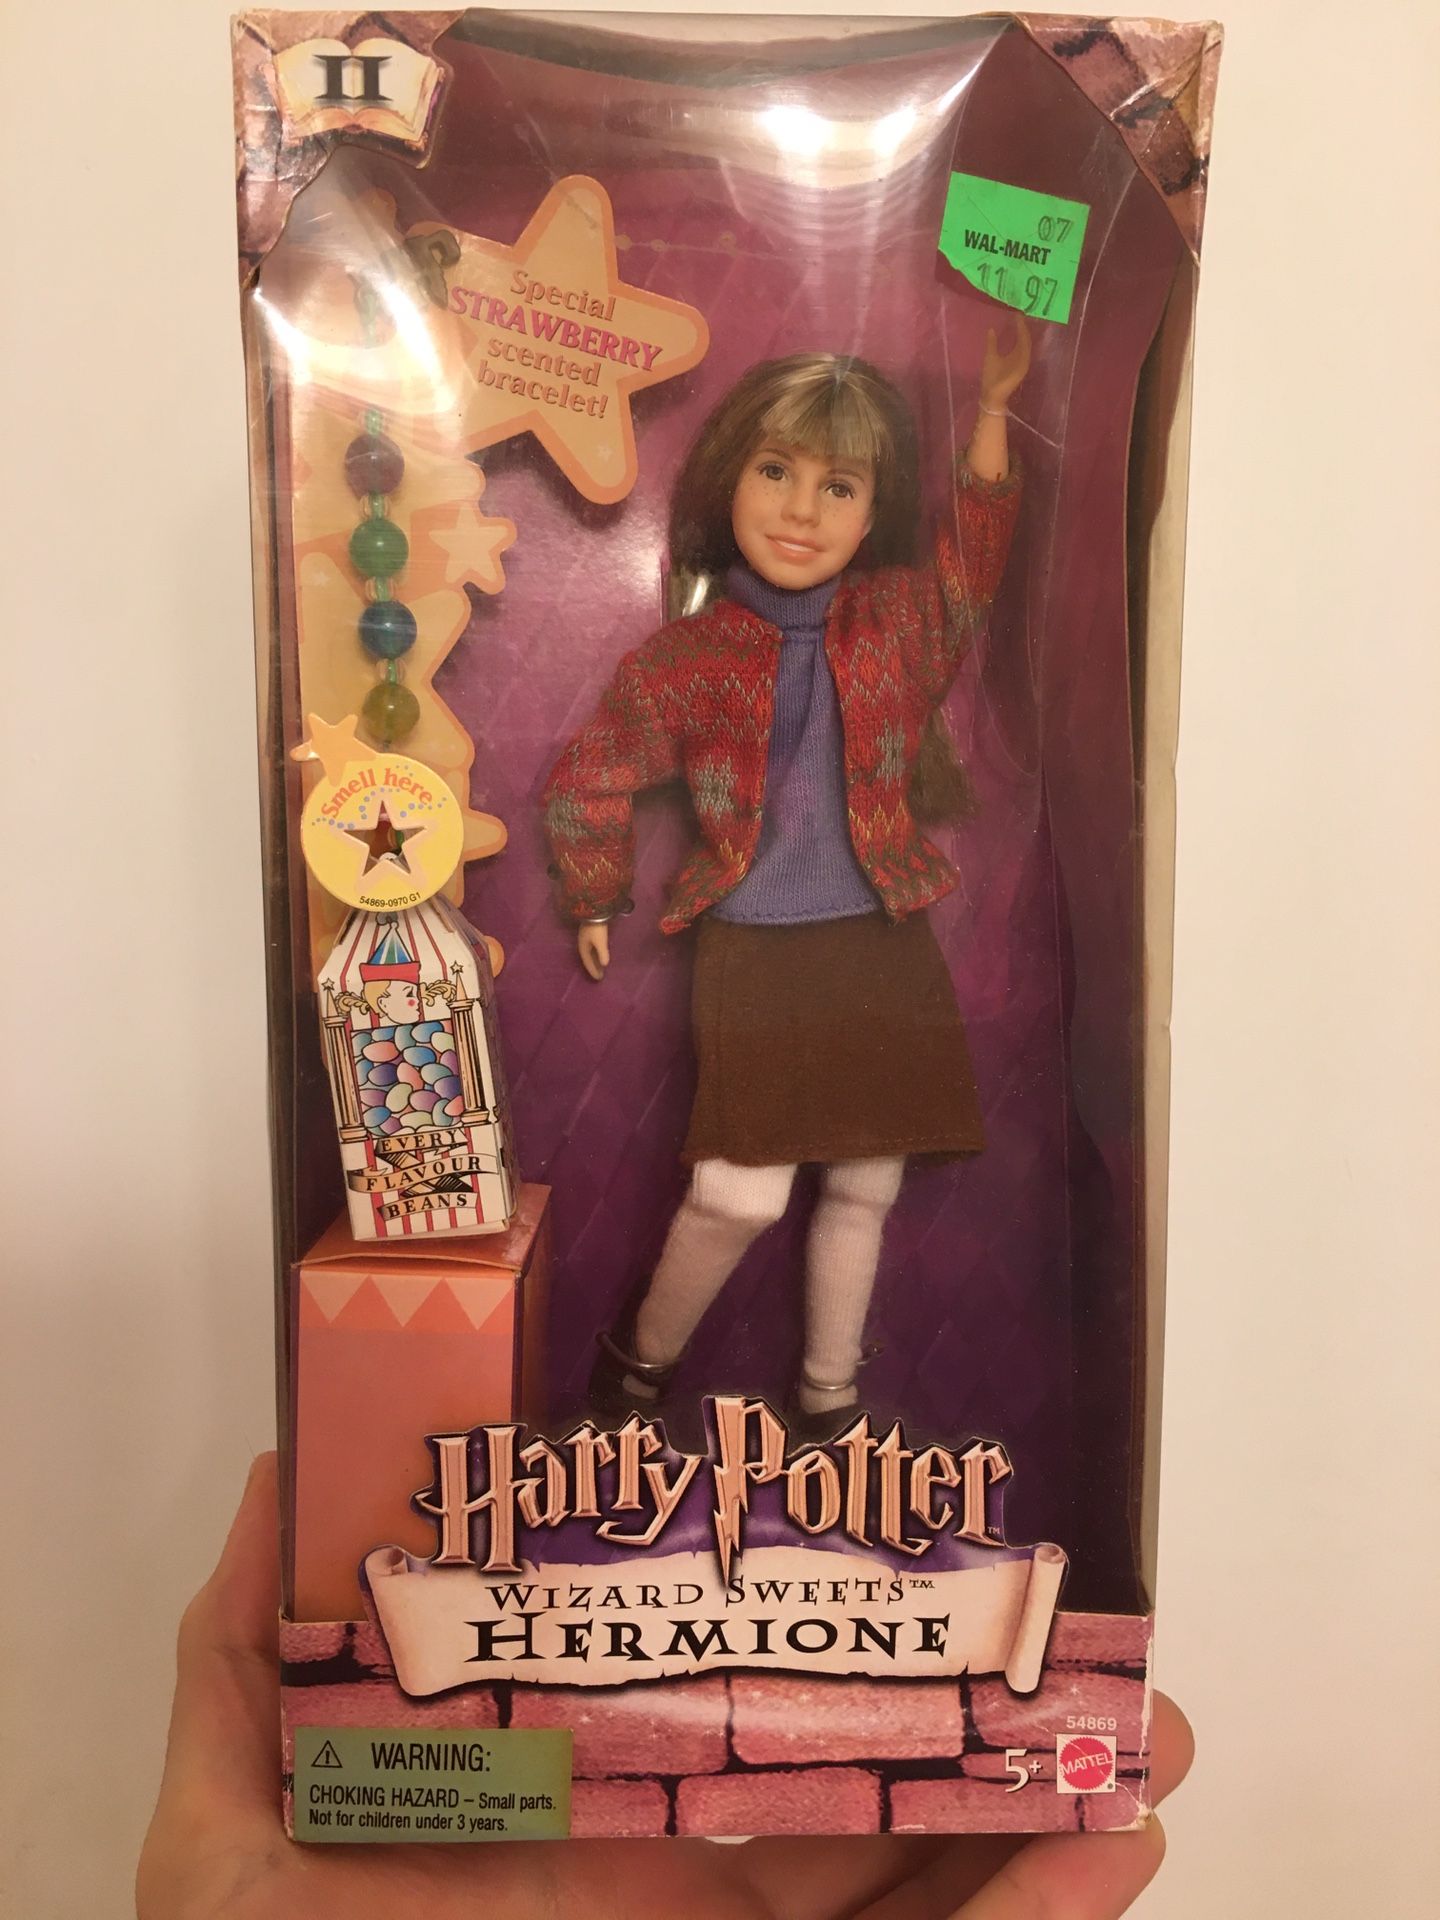 II
07
WAL-MART
11.97
Special
STRAWBERRY
scented
bracelet!
Smell here
54869-0970 G1
EVERY
FLAVOUR
BEANS
Harry Potter™
WIZARD SWEETS™
HERMIONE
54869
5+
MATTEL
⚠ WARNING:
CHOKING HAZARD – Small parts.
Not for children under 3 years.